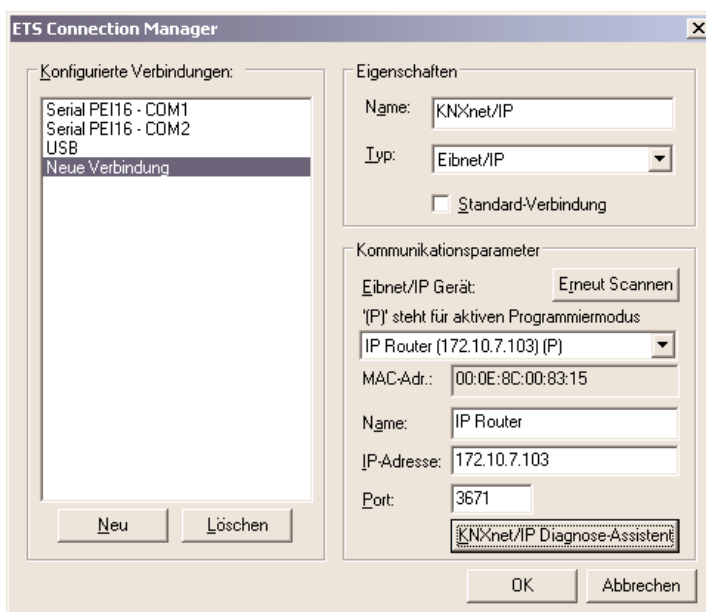 ETS Connection Manager
Konfigurierte Verbindungen:
Serial PEI16 - COM1
Serial PEI16 - COM2
USB
Neue Verbindung
Neu
Löschen
Eigenschaften
Name: KNXnet/IP
Typ: Eibnet/IP
Standard-Verbindung
Kommunikationsparameter
Eibnet/IP Gerät: Erneut Scannen
'(P)' steht für aktiven Programmiermodus
IP Router (172.10.7.103) (P)
MAC-Adr.: 00:0E:8C:00:83:15
Name: IP Router
IP-Adresse: 172.10.7.103
Port: 3671
KNXnet/IP Diagnose-Assistent
OK
Abbrechen